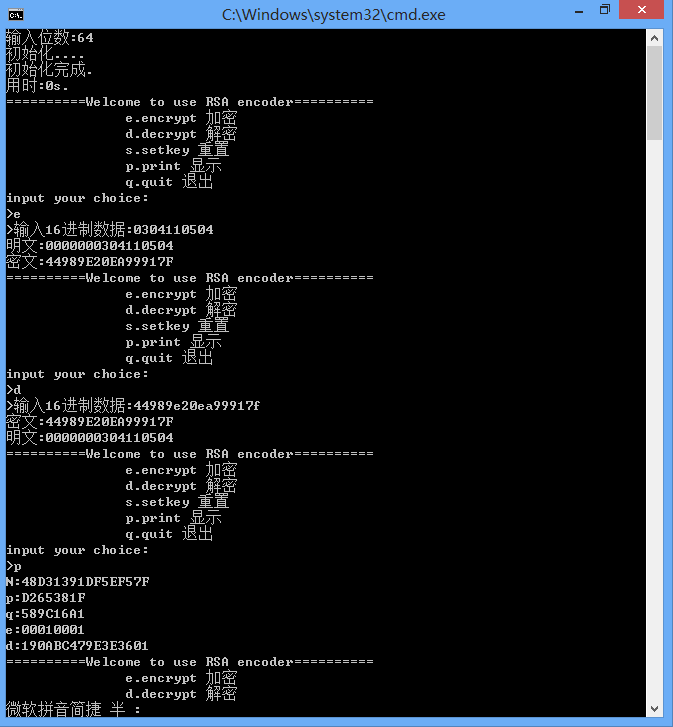 C:\Windows\system32\cmd.exe
输入位数:64
初始化....
初始化完成.
用时:0s.
==========Welcome to use RSA encoder==========
e.encrypt 加密
d.decrypt 解密
s.setkey 重置
p.print 显示
q.quit 退出
input your choice:
>e
>输入16进制数据:0304110504
明文:0000000304110504
密文:44989E20EA99917F
==========Welcome to use RSA encoder==========
e.encrypt 加密
d.decrypt 解密
s.setkey 重置
p.print 显示
q.quit 退出
input your choice:
>d
>输入16进制数据:44989e20ea99917f
密文:44989E20EA99917F
明文:0000000304110504
==========Welcome to use RSA encoder==========
e.encrypt 加密
d.decrypt 解密
s.setkey 重置
p.print 显示
q.quit 退出
input your choice:
>p
N:48D31391DF5EF57F
p:D265381F
q:589C16A1
e:00010001
d:190ABC479E3E3601
==========Welcome to use RSA encoder==========
e.encrypt 加密
d.decrypt 解密
微软拼音简捷 半 :